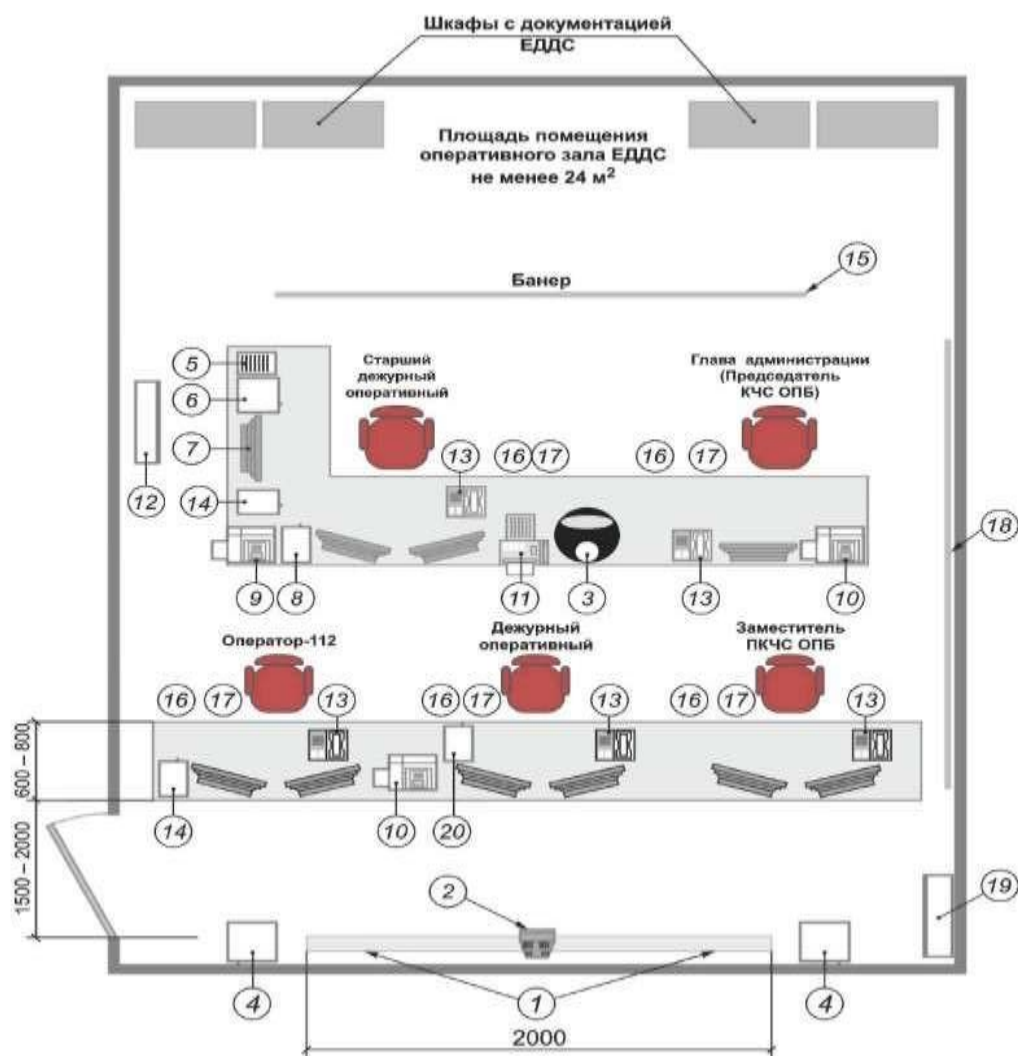 Шкафы с документацией
ЕДДС
Площадь помещения
оперативного зала ЕДДС
не менее 24 м²
Банер
15
5
Старший
дежурный
оперативный
Глава администрации
(Председатель
КЧС ОПБ)
6
7
13
16
17
16
17
12
14
18
9
8
11
3
13
10
Оператор-112
Дежурный
оперативный
Заместитель
ПКЧС ОПБ
16
17
13
16
17
13
16
17
13
600 – 800
14
10
20
1500 – 2000
2
19
4
1
4
2000